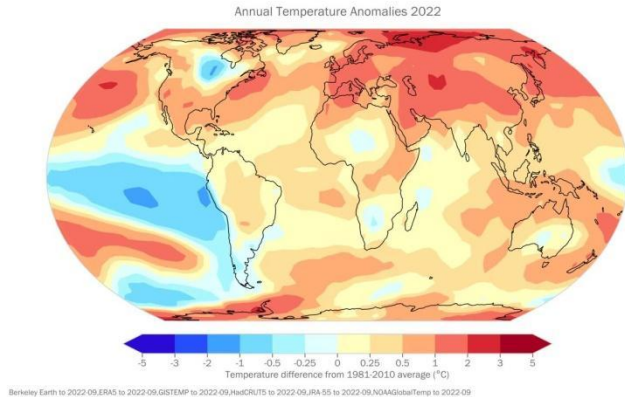 Annual Temperature Anomalies 2022
-5 -3 -2 -1 -0.5 -0.25 0 0.25 0.5 1 2 3 5
Temperature difference from 1981-2010 average (°C)
Berkeley Earth to 2022-09,ERA5 to 2022-09,GISTEMP to 2022-09,HadCRUT5 to 2022-09,JRA-55 to 2022-09,NOAAGlobalTemp to 2022-09